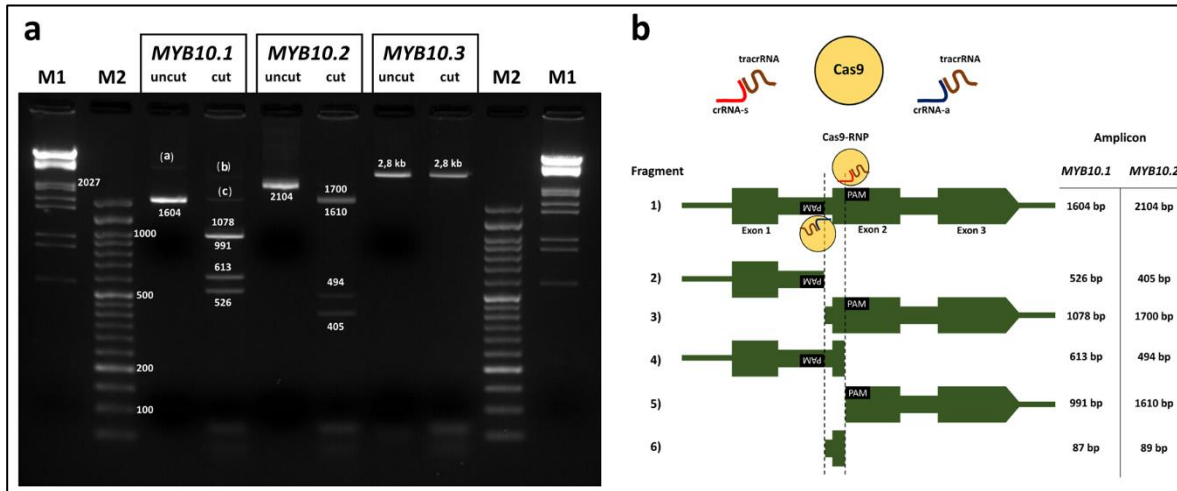 a
MYB10.1 MYB10.2 MYB10.3
M1 M2 uncut cut uncut cut uncut cut M2 M1
(a)
(b)
(c)
2,8 kb 2,8 kb
2027
1604
2104
1700
1610
1078
1000
991
613
526
500
494
405
200
100
b
tracrRNA Cas9 tracrRNA
crRNA-s crRNA-a
Cas9-RNP Amplicon
Fragment MYB10.1 MYB10.2
1) PAM PAM 1604 bp 2104 bp
Exon 1 Exon 2 Exon 3
2) PAM 526 bp 405 bp
3) PAM 1078 bp 1700 bp
4) PAM 613 bp 494 bp
5) PAM 991 bp 1610 bp
6) 87 bp 89 bp